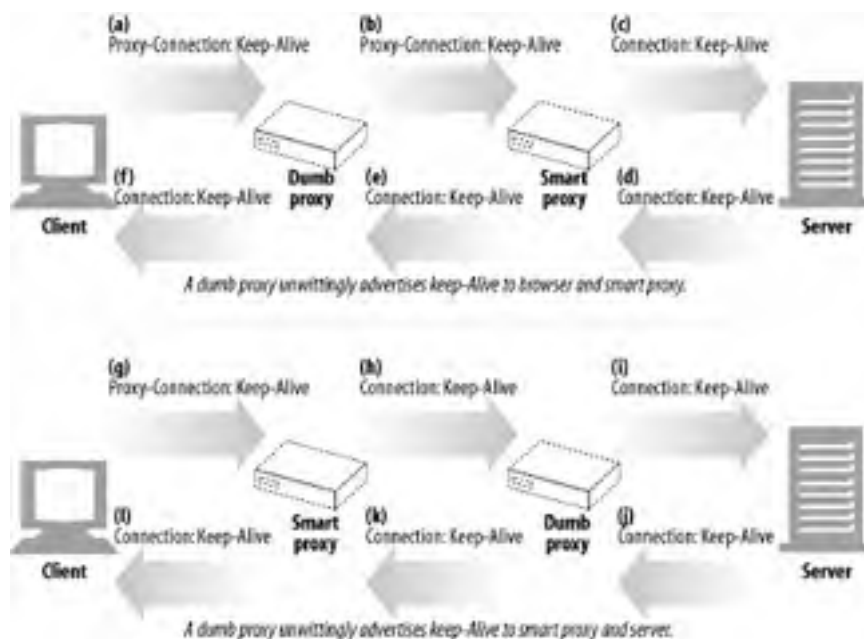 (a) (b) (c)
Proxy-Connection: Keep-Alive Proxy-Connection: Keep-Alive Connection: Keep-Alive
(f) Dumb (e) Smart (d)
Connection: Keep-Alive proxy Connection: Keep-Alive proxy Connection: Keep-Alive
Client Server
A dumb proxy unwittingly advertises keep-Alive to browser and smart proxy.
(g) (h) (i)
Proxy-Connection: Keep-Alive Connection: Keep-Alive Connection: Keep-Alive
(l) Smart (k) Dumb (j)
Connection: Keep-Alive proxy Connection: Keep-Alive proxy Connection: Keep-Alive
Client Server
A dumb proxy unwittingly advertises keep-Alive to smart proxy and server.